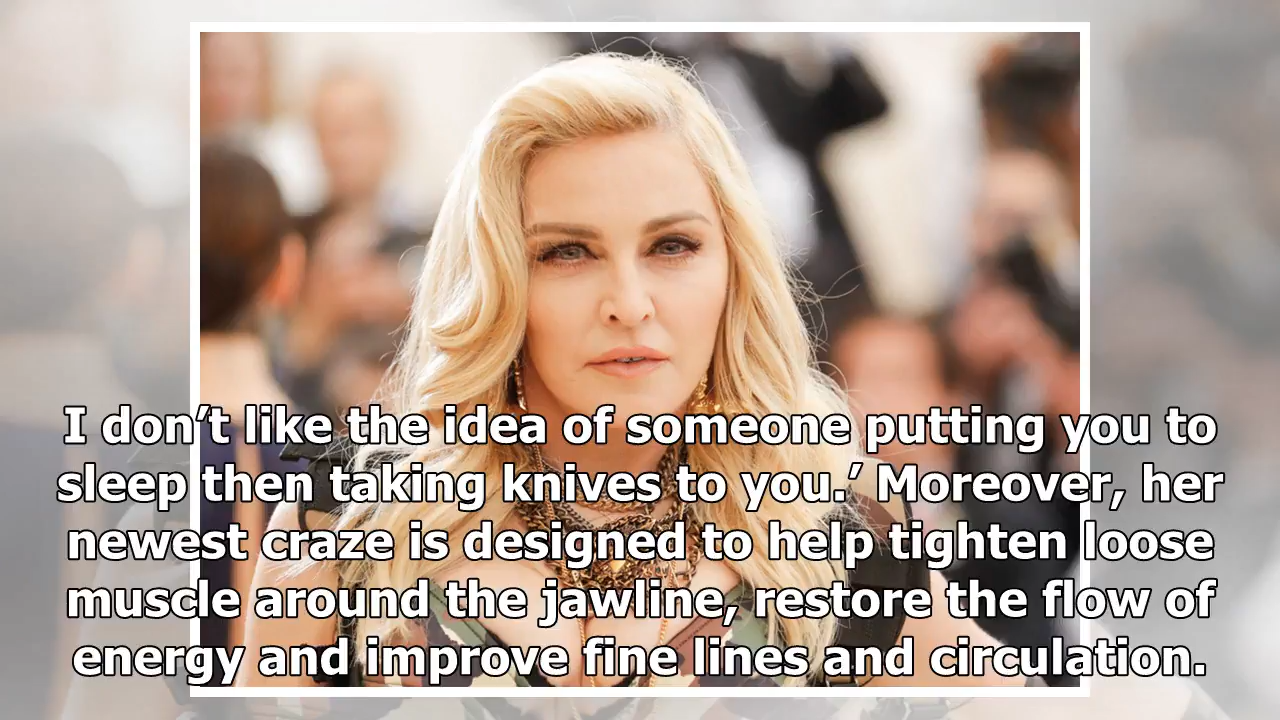 I don’t like the idea of someone putting you to
sleep then taking knives to you.’ Moreover, her
newest craze is designed to help tighten loose
muscle around the jawline, restore the flow of
energy and improve fine lines and circulation.